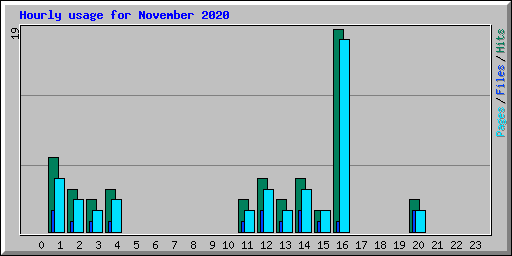 Hourly usage for November 2020
19
Pages/Files/Hits
0 1 2 3 4 5 6 7 8 9 10 11 12 13 14 15 16 17 18 19 20 21 22 23